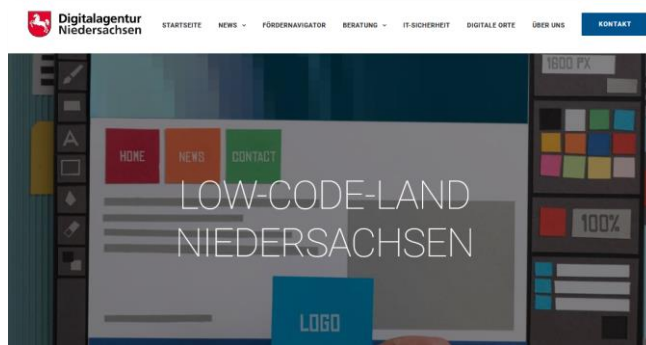 Digitalagentur
Niedersachsen
STARTSEITE NEWS FÖRDERNAVIGATOR BERATUNG IT-SICHERHEIT DIGITALE ORTE ÜBER UNS KONTAKT
1600 PX
A
HOME NEWS CONTACT
LOW-CODE-LAND
NIEDERSACHSEN
100%
LOGO